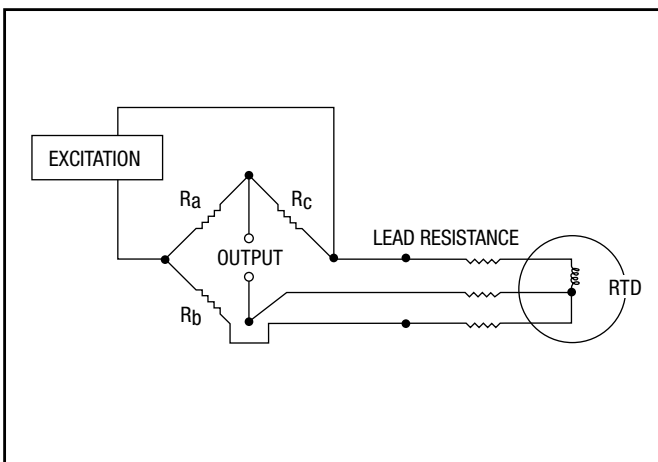 EXCITATION
Ra
Rc
OUTPUT
LEAD RESISTANCE
RTD
Rb